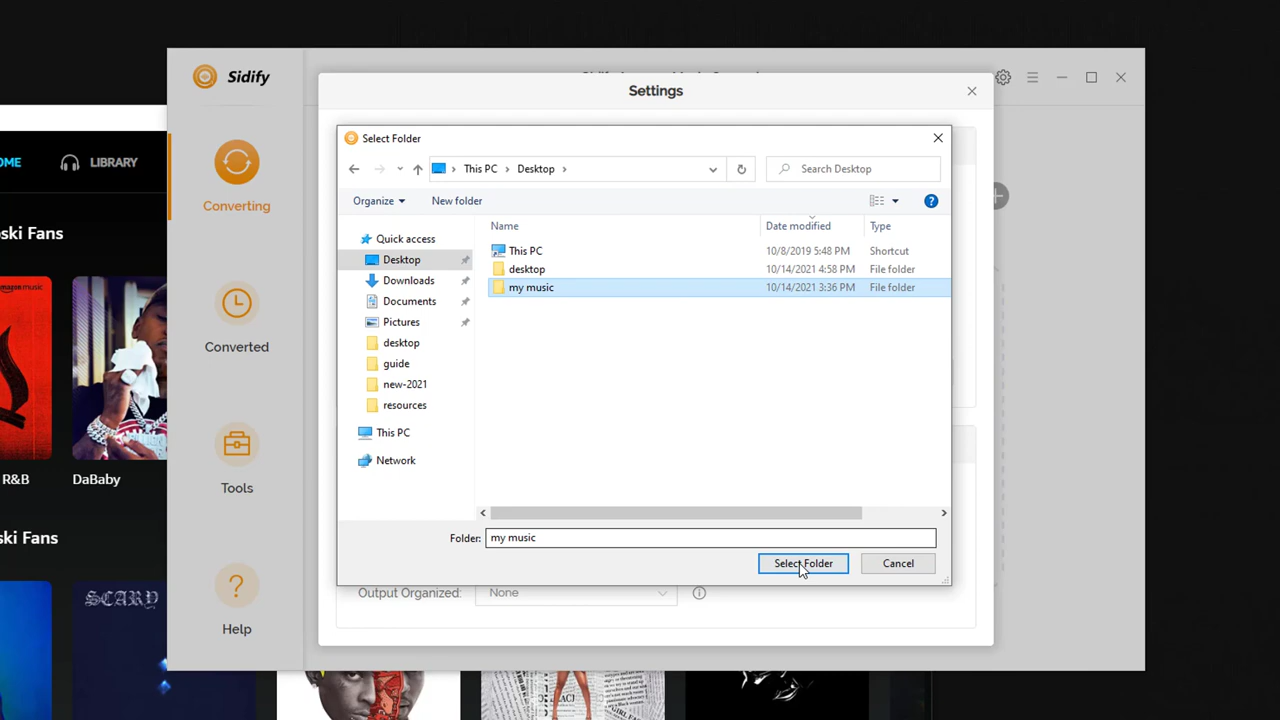 Sidify
Settings
Select Folder
This PC
Desktop
Search Desktop
Organize
New folder
Name
Date modified
Type
Quick access
Desktop
Downloads
Documents
Pictures
desktop
guide
new-2021
resources
This PC
Network
This PC
10/8/2019 5:48 PM
Shortcut
desktop
10/14/2021 4:58 PM
File folder
my music
10/14/2021 3:36 PM
File folder
Folder:
my music
Select Folder
Cancel
Output Organized:
None
Converting
Converted
Tools
Help
OME
LIBRARY
ski Fans
amazon music
R&B
DaBaby
ski Fans
SCARY